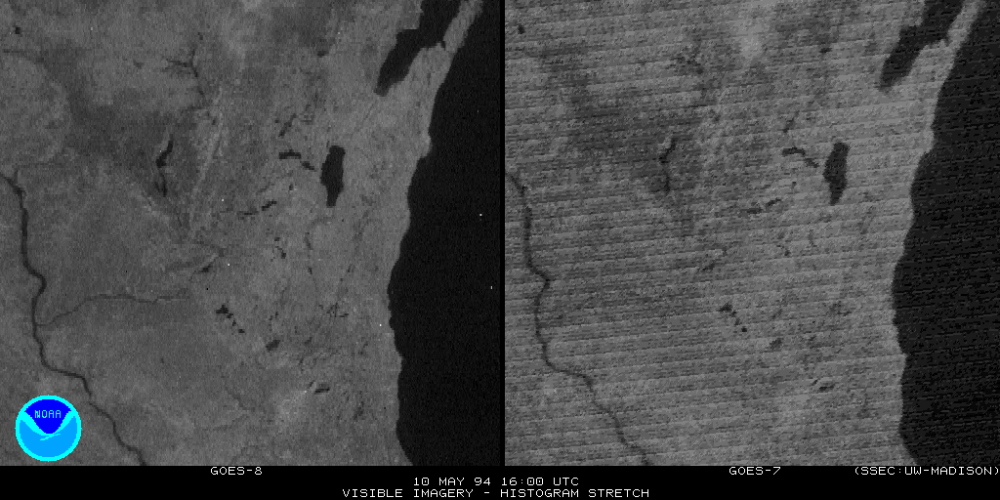 NOAA
GOES-8
GOES-7
(SSEC:UW-MADISON)
10 MAY 94 16:00 UTC
VISIBLE IMAGERY - HISTOGRAM STRETCH